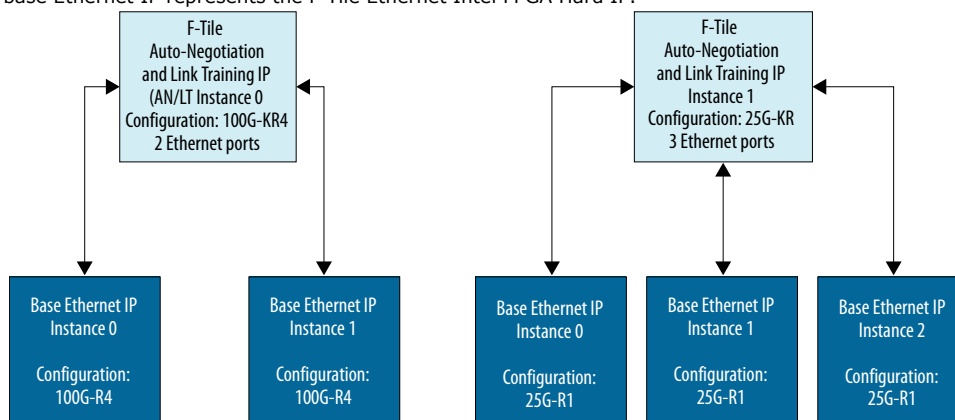 base Ethernet IP represents the F-Tile Ethernet Intel FPGA Hard IP.
F-Tile
Auto-Negotiation
and Link Training IP
(AN/LT Instance 0
Configuration: 100G-KR4
2 Ethernet ports
F-Tile
Auto-Negotiation
and Link Training IP
Instance 1
Configuration: 25G-KR
3 Ethernet ports
Base Ethernet IP
Instance 0
Configuration:
100G-R4
Base Ethernet IP
Instance 1
Configuration:
100G-R4
Base Ethernet IP
Instance 0
Configuration:
25G-R1
Base Ethernet IP
Instance 1
Configuration:
25G-R1
Base Ethernet IP
Instance 2
Configuration:
25G-R1